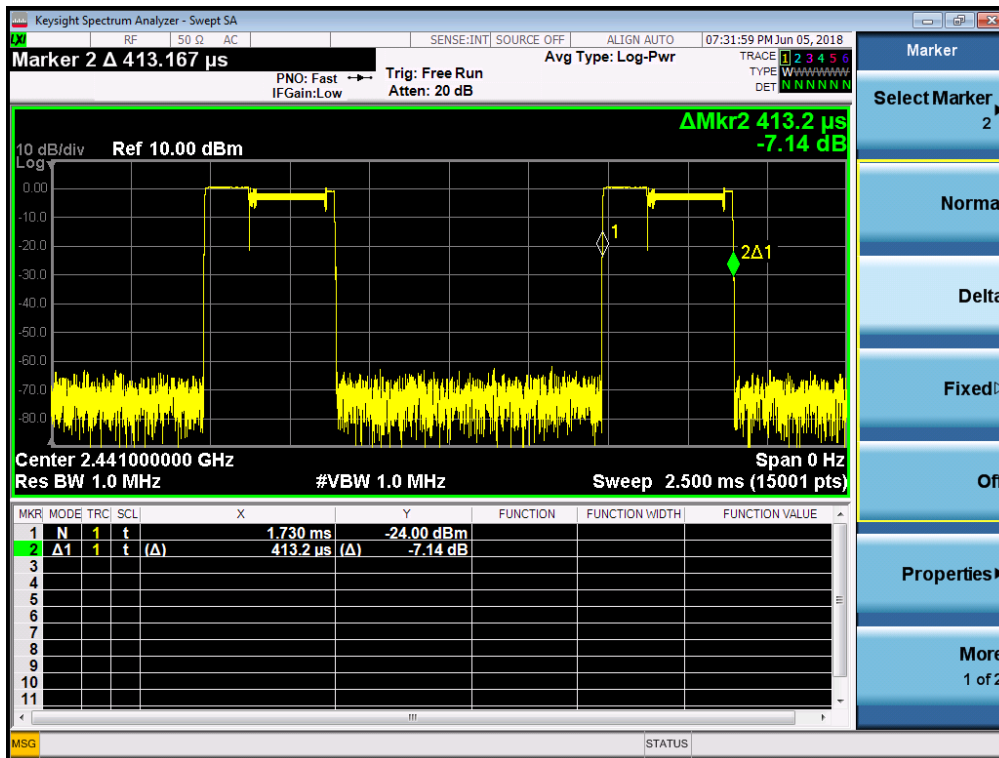 Keysight Spectrum Analyzer - Swept SA
LXI RF 50 Ω AC SENSE:INT SOURCE OFF ALIGN AUTO 07:31:59 PM Jun 05, 2018
Marker 2 Δ 413.167 µs Avg Type: Log-Pwr TRACE 1 2 3 4 5 6
PNO: Fast Trig: Free Run TYPE WWWWWW
IFGain:Low Atten: 20 dB DET N N N N N N
ΔMkr2 413.2 µs
10 dB/div Ref 10.00 dBm -7.14 dB
Log
0.00
-10.0
1
-20.0
2Δ1
-30.0
-40.0
-50.0
-60.0
-70.0
-80.0
Center 2.441000000 GHz Span 0 Hz
Res BW 1.0 MHz #VBW 1.0 MHz Sweep 2.500 ms (15001 pts)
MKR MODE TRC SCL X Y FUNCTION FUNCTION WIDTH FUNCTION VALUE
1 N 1 t 1.730 ms -24.00 dBm
2 Δ1 1 t (Δ) 413.2 µs (Δ) -7.14 dB
3
4
5
6
7
8
9
10
11
MSG STATUS
Marker
Select Marker
2
Norma
Delta
Fixed
Of
Properties
More
1 of 2